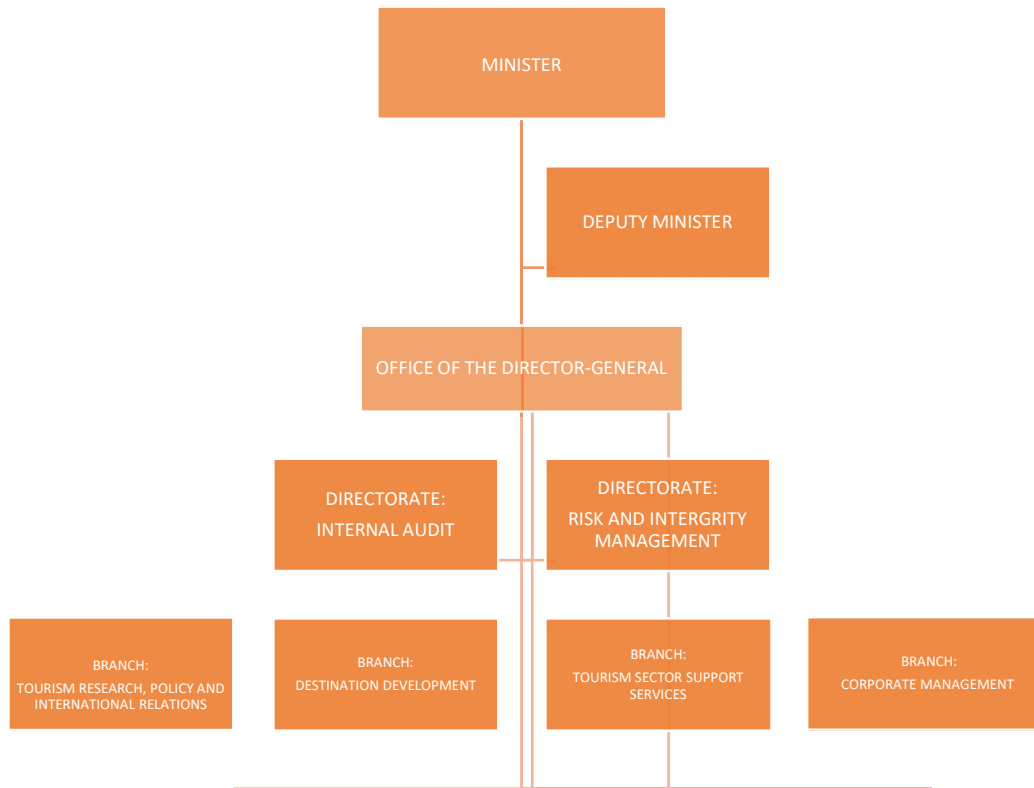 MINISTER
DEPUTY MINISTER
OFFICE OF THE DIRECTOR-GENERAL
DIRECTORATE:
INTERNAL AUDIT
DIRECTORATE:
RISK AND INTERGRITY
MANAGEMENT
BRANCH:
TOURISM RESEARCH, POLICY AND
INTERNATIONAL RELATIONS
BRANCH:
DESTINATION DEVELOPMENT
BRANCH:
TOURISM SECTOR SUPPORT
SERVICES
BRANCH:
CORPORATE MANAGEMENT